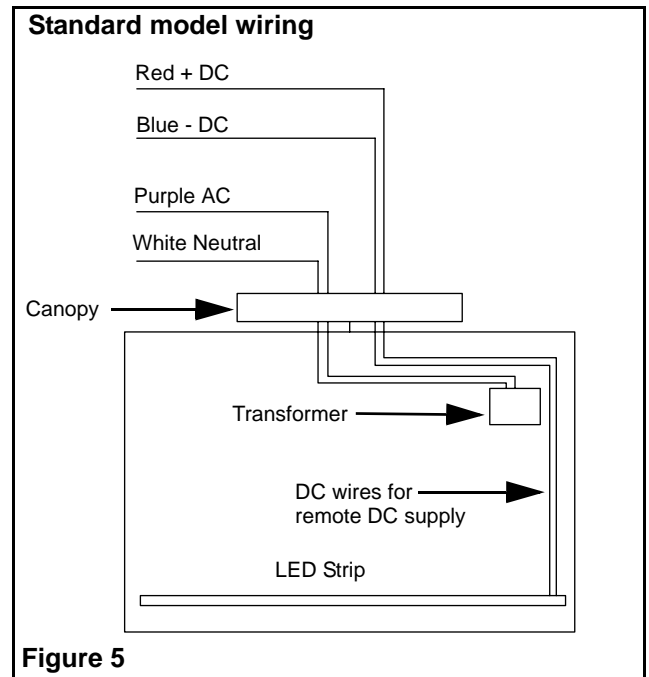 Standard model wiring
Red + DC
Blue - DC
Purple AC
White Neutral
Canopy
Transformer
DC wires for
remote DC supply
LED Strip
Figure 5